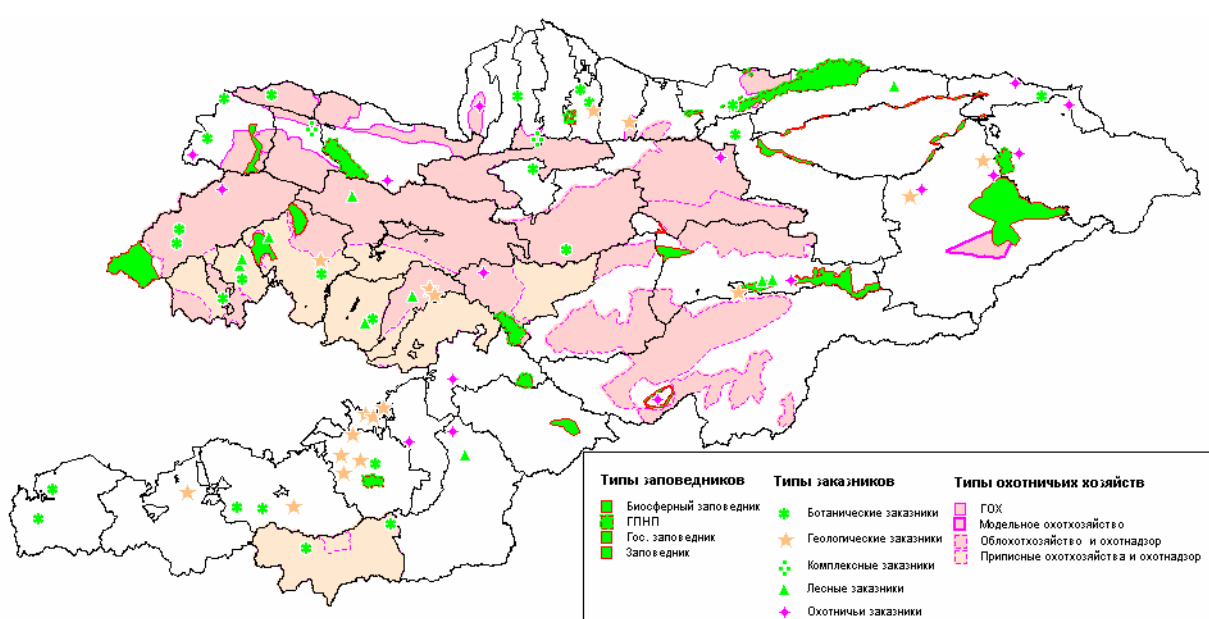 Типы заповедников
Биосферный заповедник
ГПНП
Гос. заповедник
Заповедник
Типы заказников
Ботанические заказники
Геологические заказники
Комплексные заказники
Лесные заказники
Охотничьи заказники
Типы охотничьих хозяйств
ГОХ
Модельное охотхозяйство
Облохотхозяйство и охотнадзор
Приписные охотхозяйства и охотнадзор